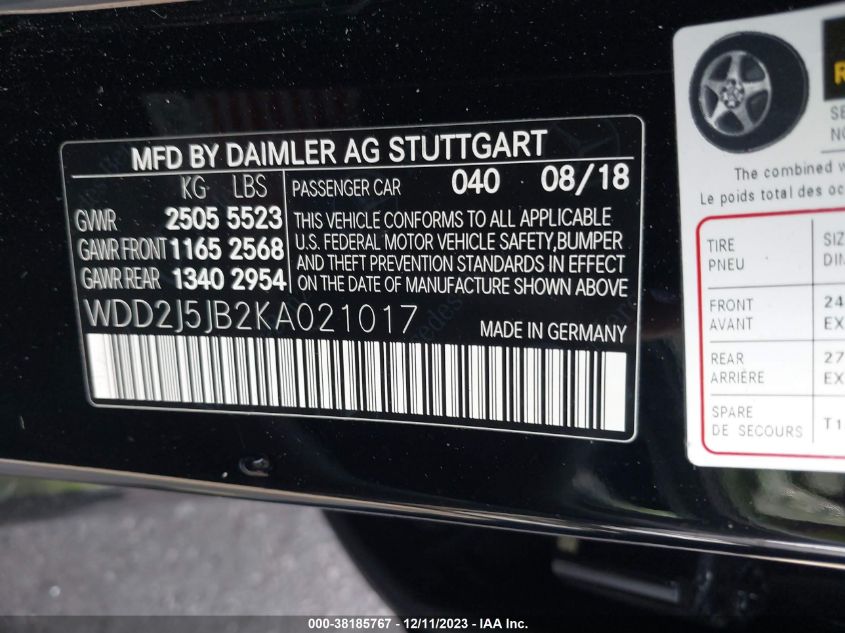 MFD BY DAIMLER AG STUTTGART
KG LBS
GVWR 2505 5523
GAWR FRONT 1165 2568
GAWR REAR 1340 2954
PASSENGER CAR 040 08/18
THIS VEHICLE CONFORMS TO ALL APPLICABLE
U.S. FEDERAL MOTOR VEHICLE SAFETY,BUMPER
AND THEFT PREVENTION STANDARDS IN EFFECT
ON THE DATE OF MANUFACTURE SHOWN ABOVE
WDD2J5JB2KA021017
MADE IN GERMANY
The combined
Le poids total des
TIRE
PNEU
FRONT
AVANT
REAR
ARRIÈRE
SPARE
DE SECOURS
000-38185767 - 12/11/2023 - IAA Inc.